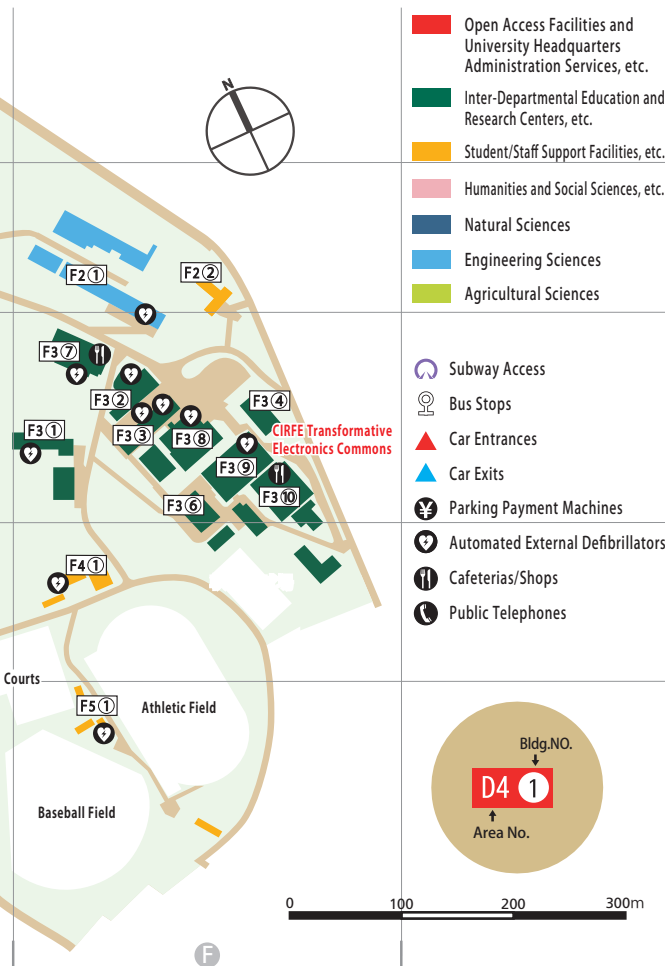 N
Open Access Facilities and
University Headquarters
Administration Services, etc.
Inter-Departmental Education and
Research Centers, etc.
Student/Staff Support Facilities, etc.
Humanities and Social Sciences, etc.
Natural Sciences
Engineering Sciences
Agricultural Sciences
Subway Access
Bus Stops
Car Entrances
Car Exits
¥ Parking Payment Machines
Automated External Defibrillators
Cafeterias/Shops
Public Telephones
F2①
F2②
F3⑦
F3②
F3④
F3①
F3③
F3⑧
CIRFE Transformative
Electronics Commons
F3⑨
F3⑩
F3⑥
F4①
Courts
F5①
Athletic Field
Baseball Field
Bldg.NO.
D4 1
Area No.
0 100 200 300m
F